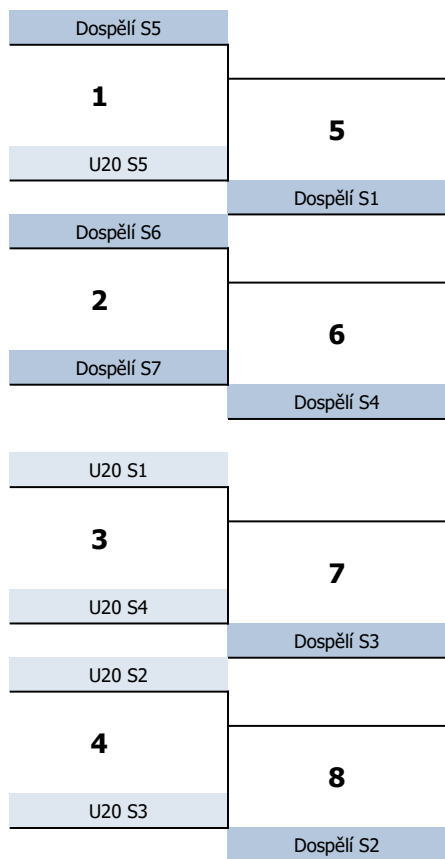 Dospělí S5
1
5
U20 S5
Dospělí S1
Dospělí S6
2
6
Dospělí S7
Dospělí S4
U20 S1
3
7
U20 S4
Dospělí S3
U20 S2
4
8
U20 S3
Dospělí S2